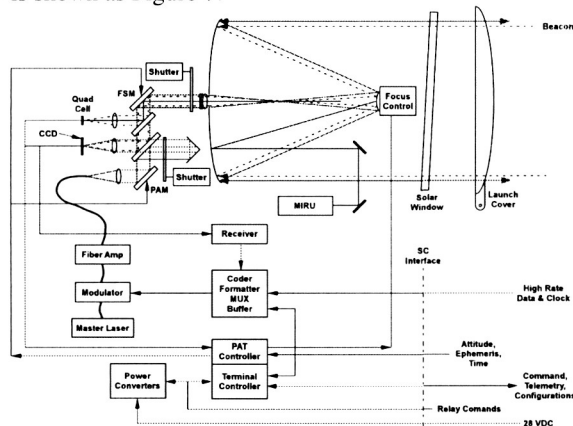 is shown as Figure
Beacon
Shutter
FSM
Quad
Cell
CCD
Focus
Control
Shutter
PAM
MIRU
Solar
Window
Launch
Cover
Receiver
SC
Interface
Fiber Amp
Coder
Formatter
MUX
Buffer
High Rate
Data & Clock
Modulator
Master Laser
PAT
Controller
Attitude,
Ephemeris,
Time
Power
Converters
Terminal
Controller
Command,
Telemetry,
Configurations
Relay Comands
28 VDC